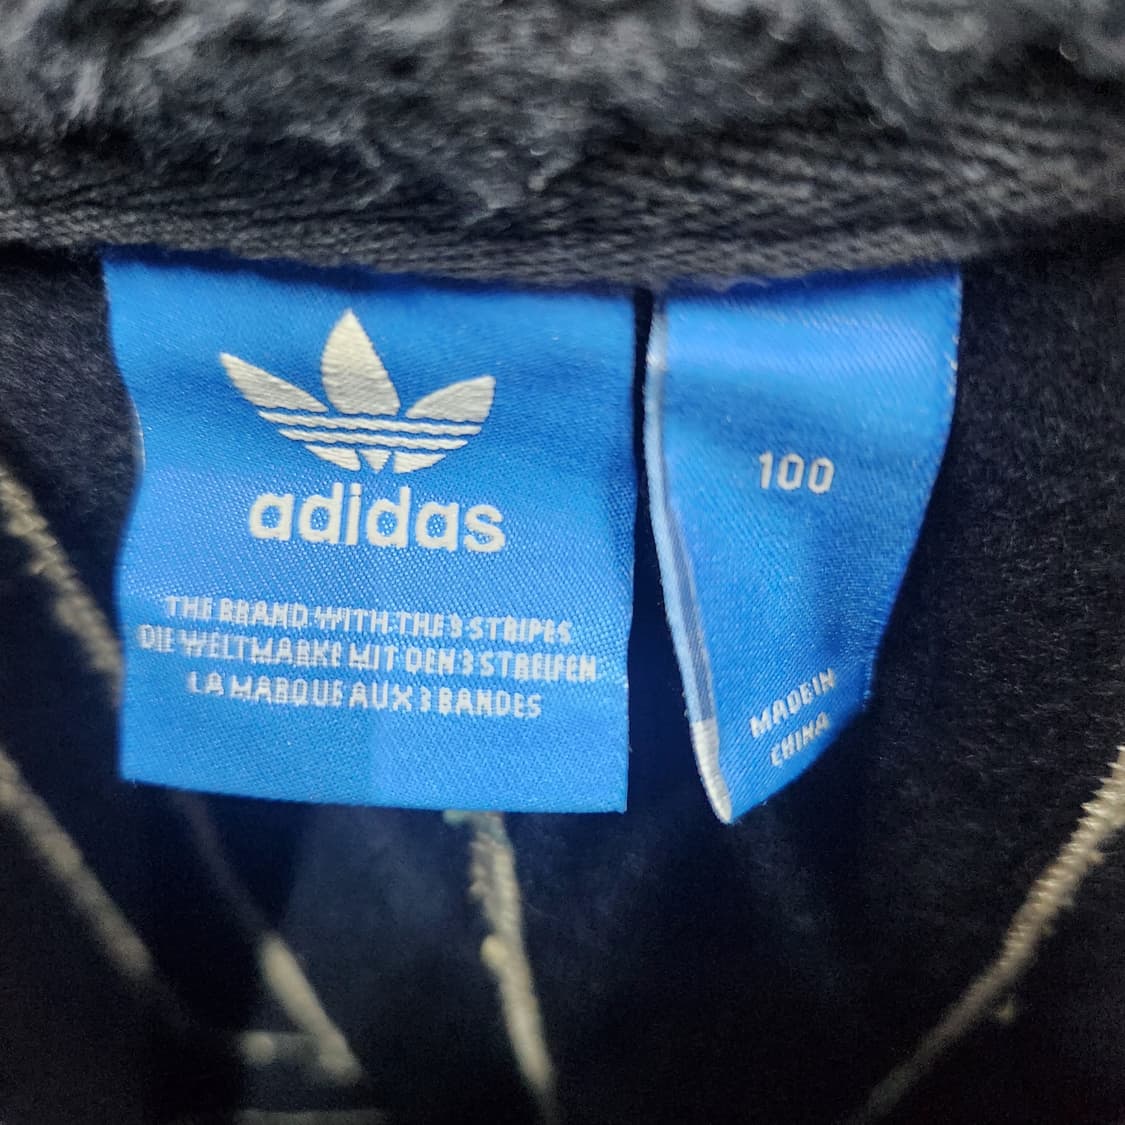 adidas
THE BRAND WITH THE 3 STRIPES
DIE WELTMARKE MIT DEN 3 STREIFEN
LA MARQUE AUX 3 BANDES
100
MADE IN
CHINA